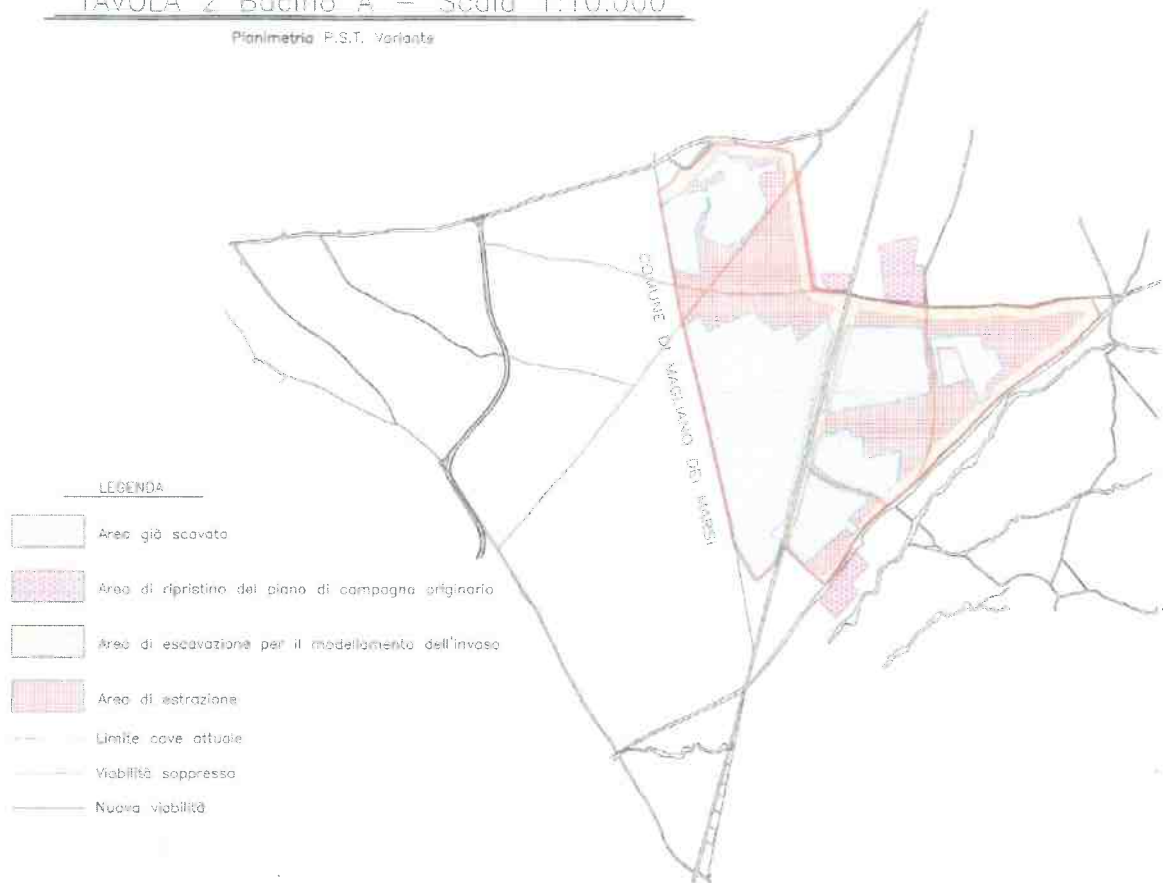 TAVOLA 2 Bacino A - Scala 1:10.000
Planimetria P.S.T. Variante
COMUNE DI MAGLIANO DEI MARSI
LEGENDA
Area già scavata
Area di ripristino del piano di campagna originario
Area di escavazione per il modellamento dell'invaso
Area di estrazione
Limite cave attuale
Viabilità soppressa
Nuova viabilità